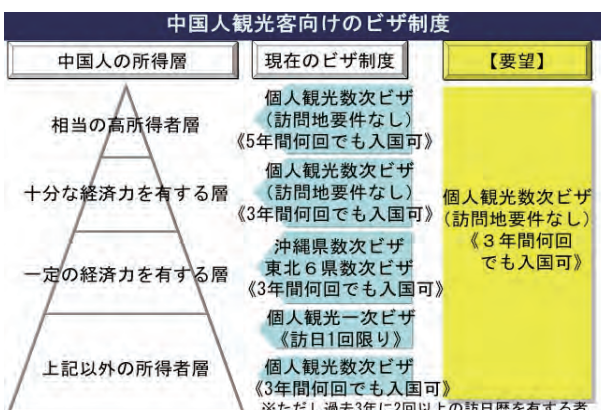 中国人観光客向けのビザ制度
中国人の所得層
現在のビザ制度
【要望】
相当の高所得者層
個人観光数次ビザ
(訪問地要件なし)
《5年間何回でも入国可》
十分な経済力を有する層
個人観光数次ビザ
(訪問地要件なし)
《3年間何回でも入国可》
一定の経済力を有する層
沖縄県数次ビザ
東北6県数次ビザ
《3年間何回でも入国可》
上記以外の所得者層
個人観光一次ビザ
《訪日1回限り》
個人観光数次ビザ
《3年間何回でも入国可》
※ただし過去3年に2回以上の訪日歴を有する者
個人観光数次ビザ
(訪問地要件なし)
《3年間何回
でも入国可》